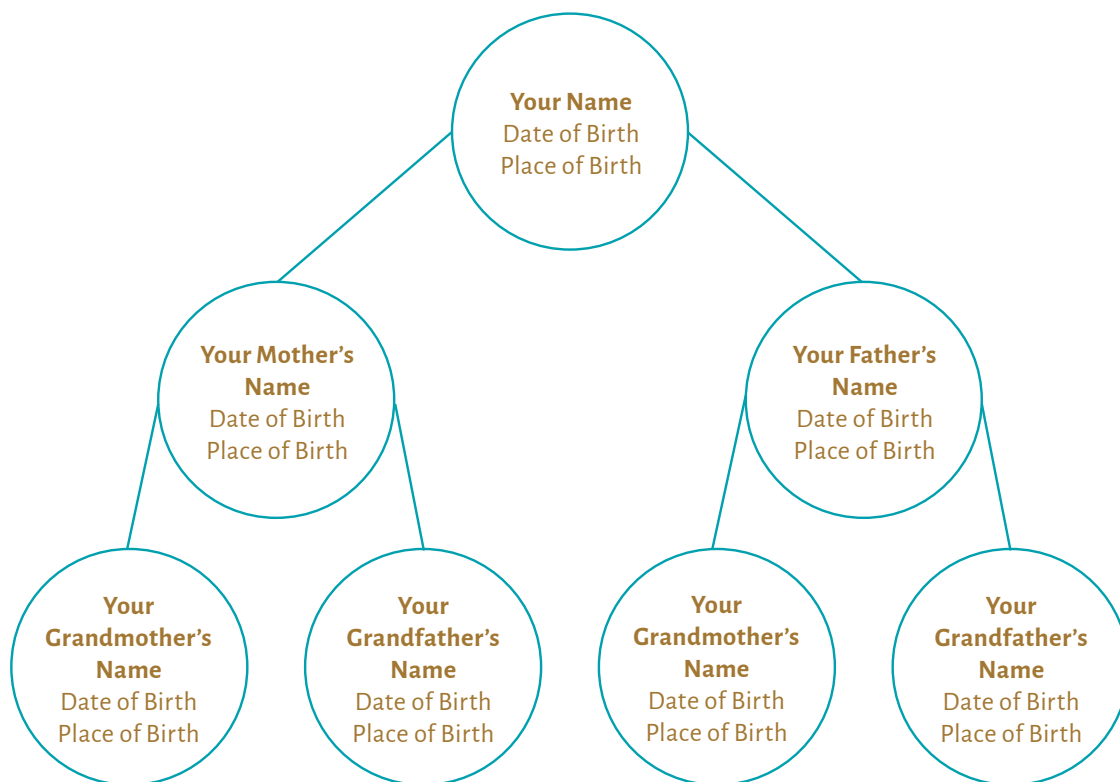 Your Name
Date of Birth
Place of Birth
Your Mother’s
Name
Date of Birth
Place of Birth
Your Father’s
Name
Date of Birth
Place of Birth
Your
Grandmother’s
Name
Date of Birth
Place of Birth
Your
Grandfather’s
Name
Date of Birth
Place of Birth
Your
Grandmother’s
Name
Date of Birth
Place of Birth
Your
Grandfather’s
Name
Date of Birth
Place of Birth